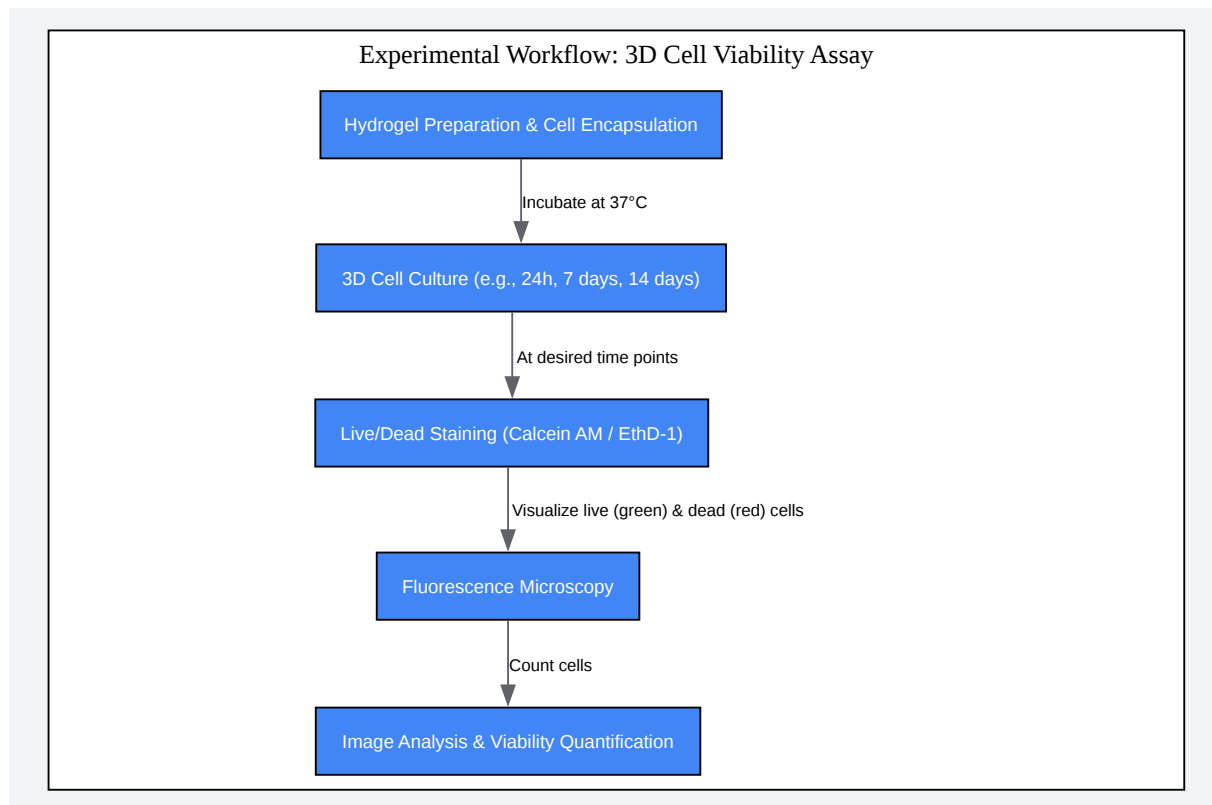 Experimental Workflow: 3D Cell Viability Assay
Hydrogel Preparation & Cell Encapsulation
Incubate at 37°C
3D Cell Culture (e.g., 24h, 7 days, 14 days)
At desired time points
Live/Dead Staining (Calcein AM / EthD-1)
Visualize live (green) & dead (red) cells
Fluorescence Microscopy
Count cells
Image Analysis & Viability Quantification